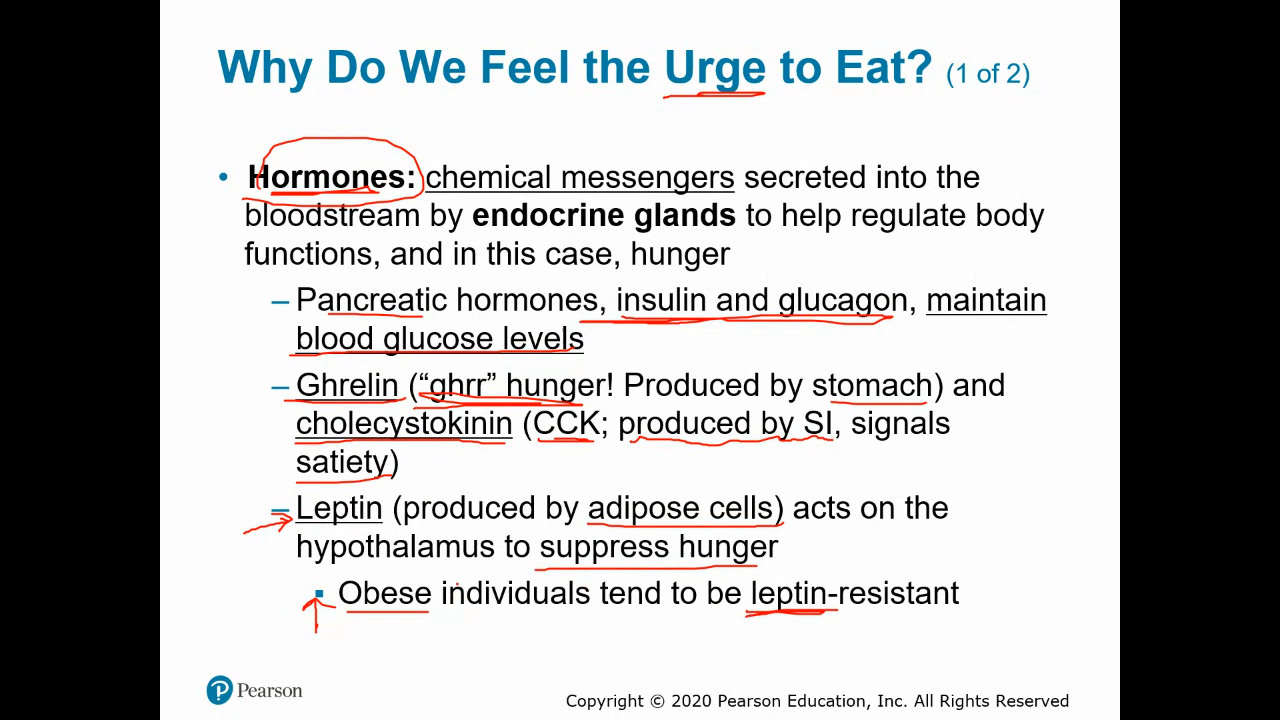 Why Do We Feel the Urge to Eat? (1 of 2)
• Hormones: chemical messengers secreted into the
bloodstream by endocrine glands to help regulate body
functions, and in this case, hunger
– Pancreatic hormones, insulin and glucagon, maintain
blood glucose levels
– Ghrelin (“ghrr” hunger! Produced by stomach) and
cholecystokinin (CCK; produced by SI, signals
satiety)
– Leptin (produced by adipose cells) acts on the
hypothalamus to suppress hunger
▪ Obese individuals tend to be leptin-resistant
Pearson
Copyright © 2020 Pearson Education, Inc. All Rights Reserved